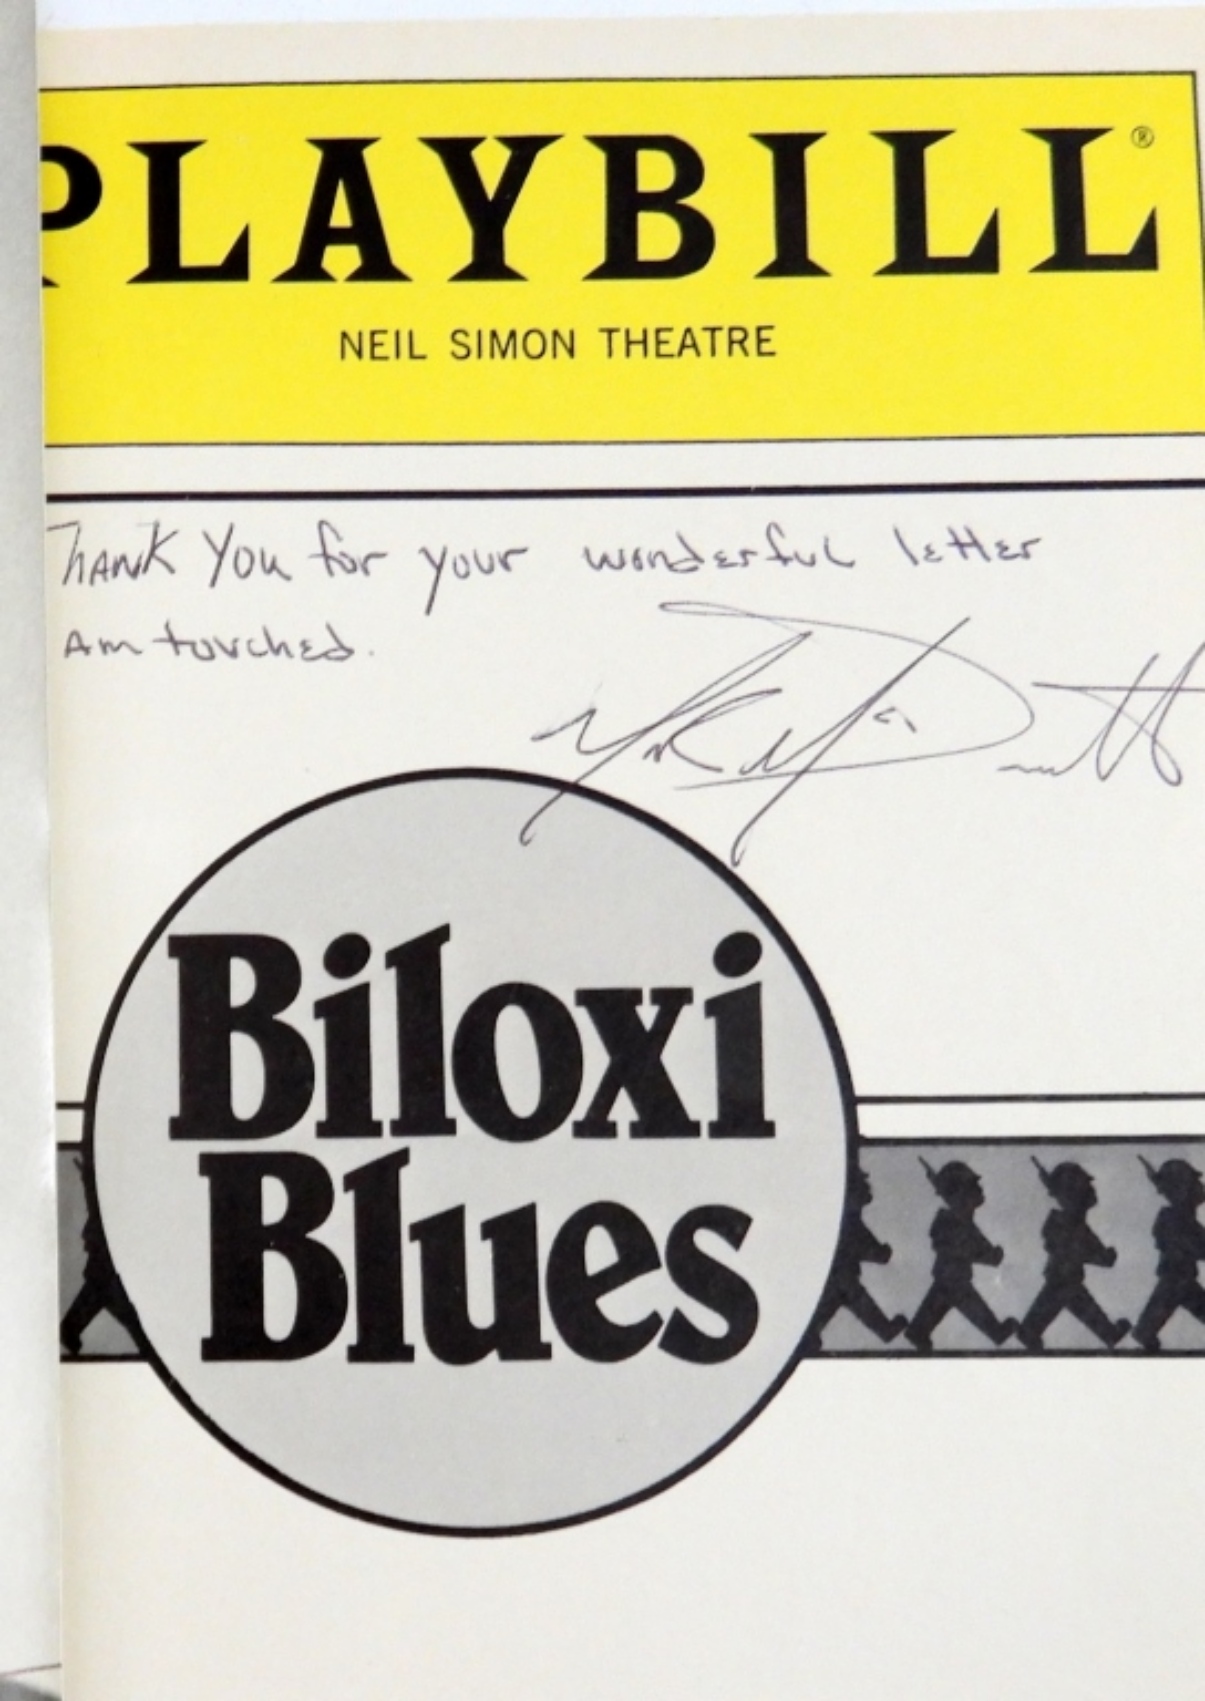 PLAYBILL®
NEIL SIMON THEATRE
Thank You for your wonderful letter
Am touched.
Biloxi
Blues